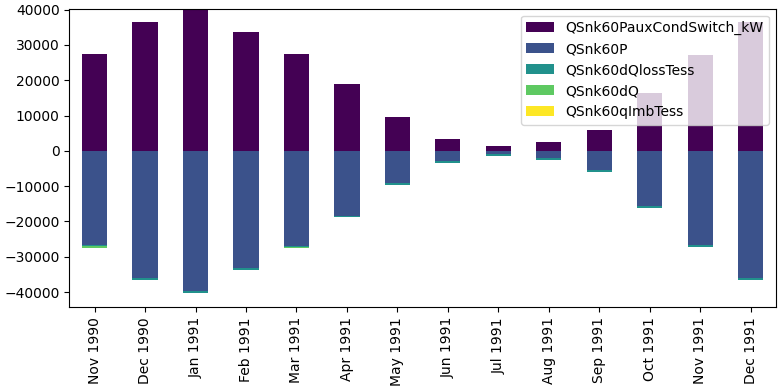 40000
30000
20000
10000
0
−10000
−20000
−30000
−40000
QSnk60PauxCondSwitch_kW
QSnk60P
QSnk60dQlossTess
QSnk60dQ
QSnk60qImbTess
Nov 1990
Dec 1990
Jan 1991
Feb 1991
Mar 1991
Apr 1991
May 1991
Jun 1991
Jul 1991
Aug 1991
Sep 1991
Oct 1991
Nov 1991
Dec 1991